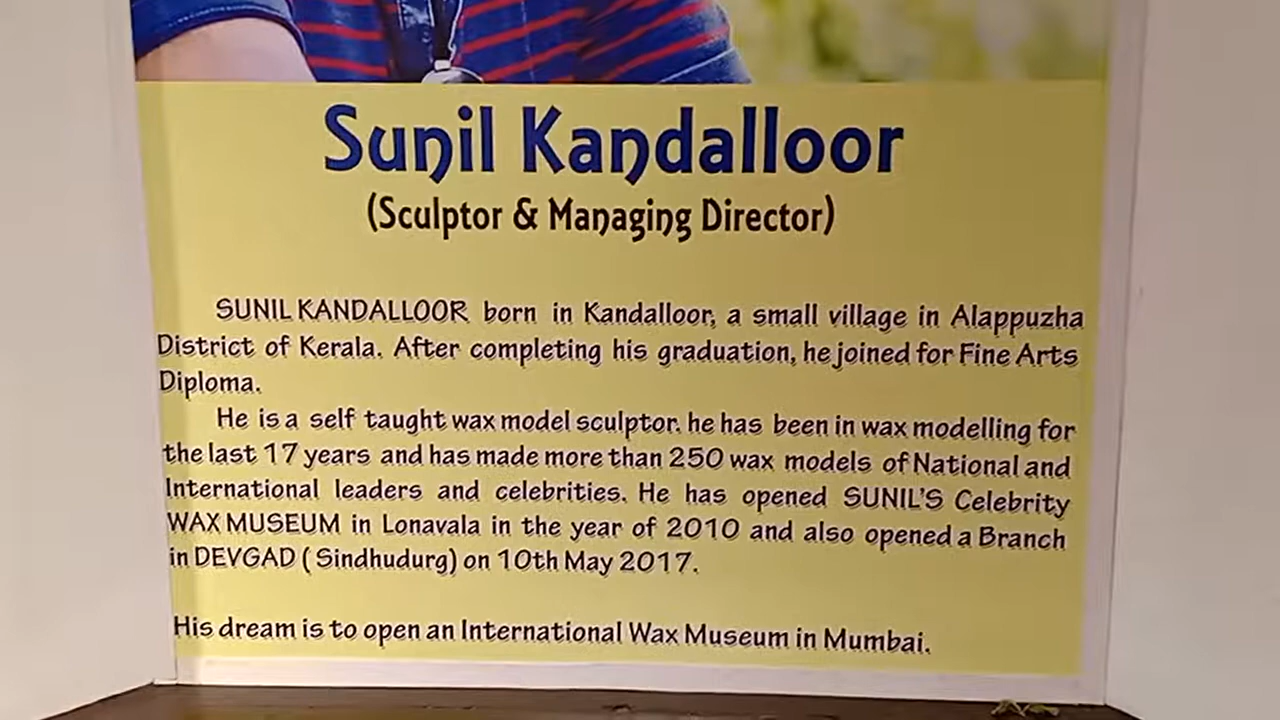 Sunil Kandalloor
(Sculptor & Managing Director)
SUNIL KANDALLOOR born in Kandalloor, a small village in Alappuzha
District of Kerala. After completing his graduation, he joined for Fine Arts
Diploma.
He is a self taught wax model sculptor. he has been in wax modelling for
the last 17 years and has made more than 250 wax models of National and
International leaders and celebrities. He has opened SUNIL'S Celebrity
WAX MUSEUM in Lonavala in the year of 2010 and also opened a Branch
in DEVGAD ( Sindhudurg) on 10th May 2017.
His dream is to open an International Wax Museum in Mumbai.